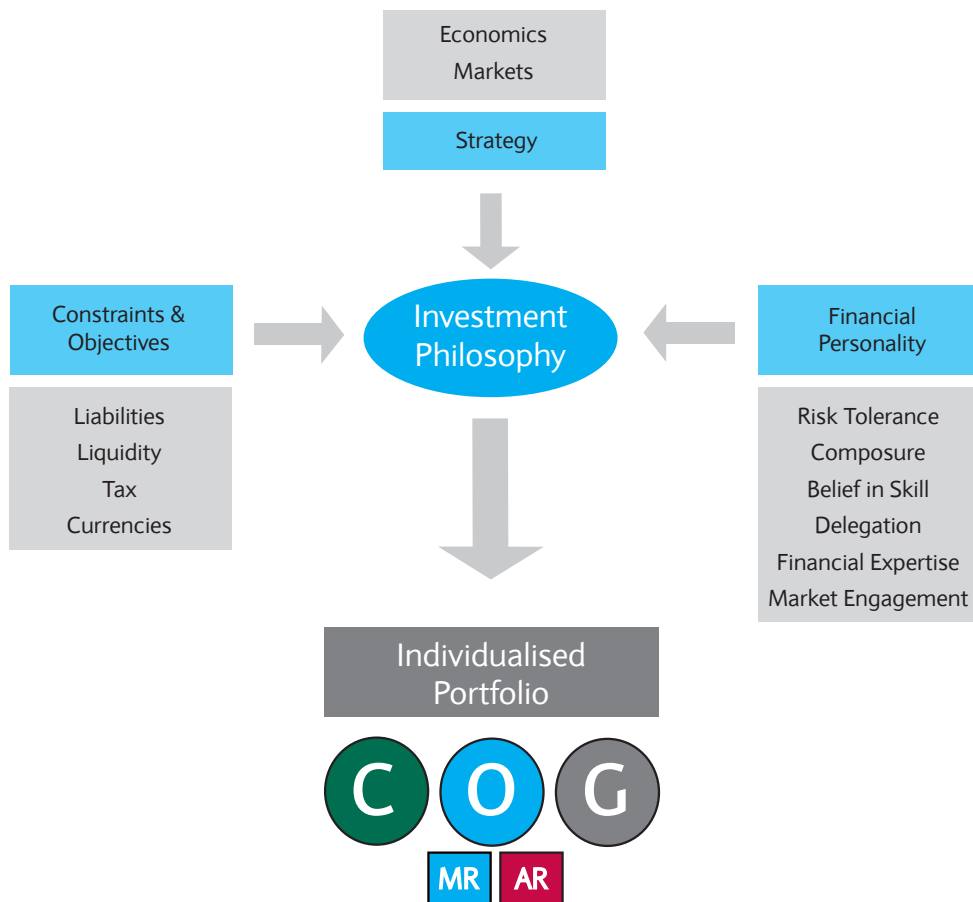 Economics
Markets
Strategy
Constraints &
Objectives
Investment
Philosophy
Financial
Personality
Liabilities
Liquidity
Tax
Currencies
Risk Tolerance
Composure
Belief in Skill
Delegation
Financial Expertise
Market Engagement
Individualised
Portfolio
C O G
MR AR